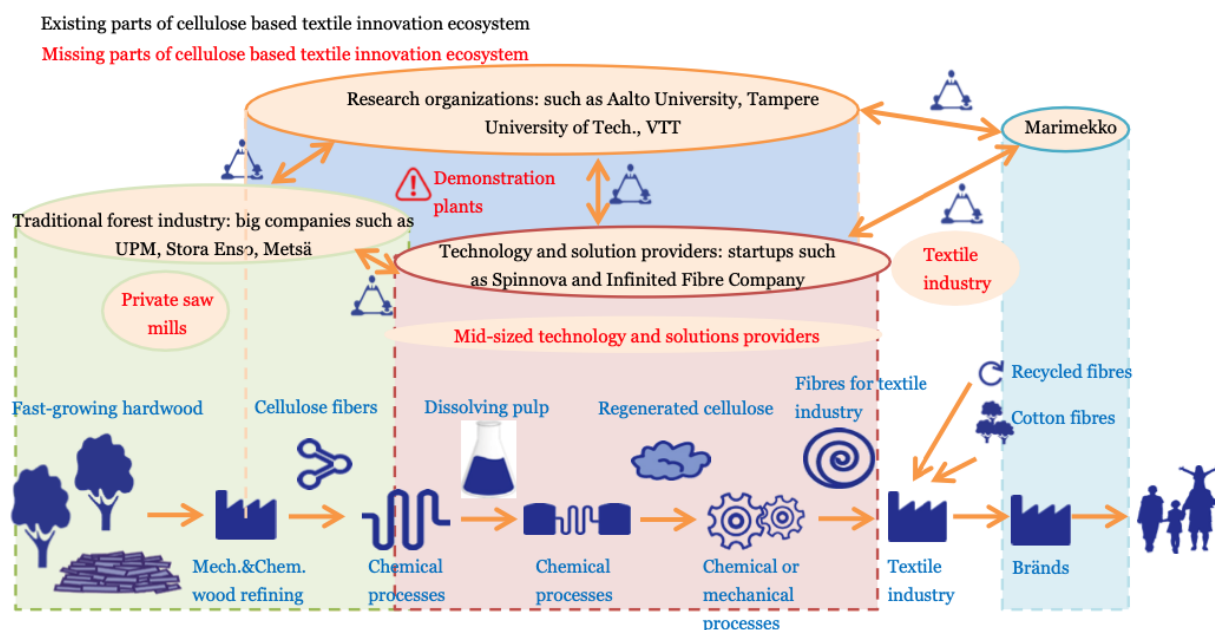 Existing parts of cellulose based textile innovation ecosystem
Missing parts of cellulose based textile innovation ecosystem
Research organizations: such as Aalto University, Tampere
University of Tech., VTT
Marimekko
Demonstration
plants
Traditional forest industry: big companies such as
UPM, Stora Enso, Metsä
Technology and solution providers: startups such
as Spinnova and Infinited Fibre Company
Textile
industry
Private saw
mills
Mid-sized technology and solutions providers
Fast-growing hardwood
Cellulose fibers
Dissolving pulp
Regenerated cellulose
Fibres for textile
industry
Recycled fibres
Cotton fibres
Mech.&Chem.
wood refining
Chemical
processes
Chemical
processes
Chemical or
mechanical
processes
Textile
industry
Bränds